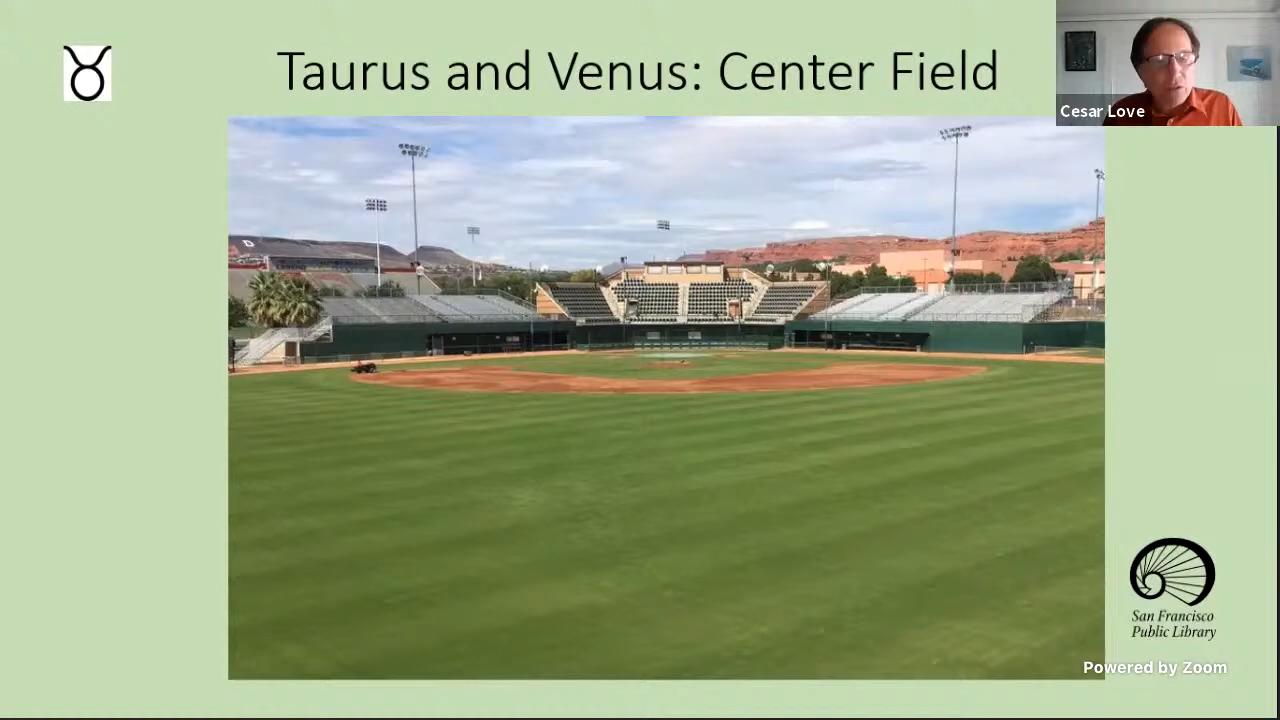 Taurus and Venus: Center Field
Cesar Love
D
San Francisco
Public Library
Powered by Zoom